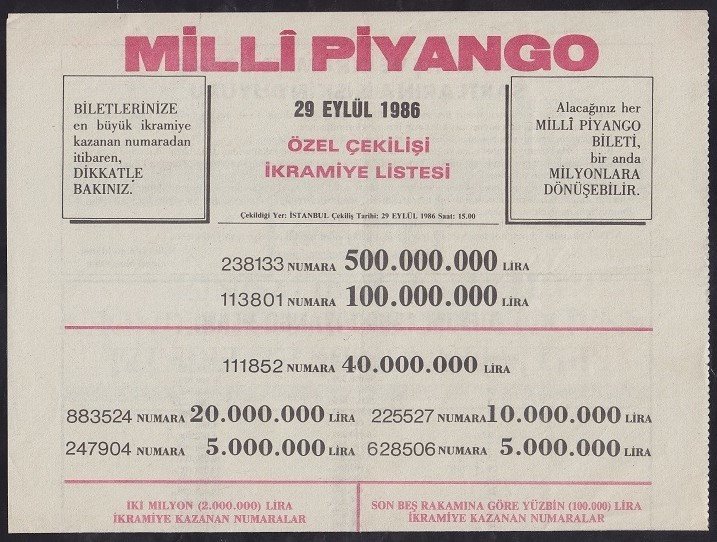 MİLLÎ PİYANGO
BİLETLERİNİZE
en büyük ikramiye
kazanan numaradan
itibaren,
DİKKATLE
BAKINIZ.
29 EYLÜL 1986
ÖZEL ÇEKİLİŞİ
İKRAMİYE LİSTESİ
Alacağınız her
MİLLÎ PİYANGO
BİLETİ,
bir anda
MİLYONLARA
DÖNÜŞEBİLİR.
Çekildiği Yer: İSTANBUL Çekiliş Tarihi: 29 EYLÜL 1986 Saat: 15.00
238133 NUMARA 500.000.000 LİRA
113801 NUMARA 100.000.000 LİRA
111852 NUMARA 40.000.000 LİRA
883524 NUMARA 20.000.000 LİRA 225527 NUMARA 10.000.000 LİRA
247904 NUMARA 5.000.000 LİRA 628506 NUMARA 5.000.000 LİRA
IKI MİLYON (2.000.000) LİRA
İKRAMİYE KAZANAN NUMARALAR
SON BEŞ RAKAMINA GÖRE YÜZBİN (100.000) LİRA
İKRAMİYE KAZANAN NUMARALAR